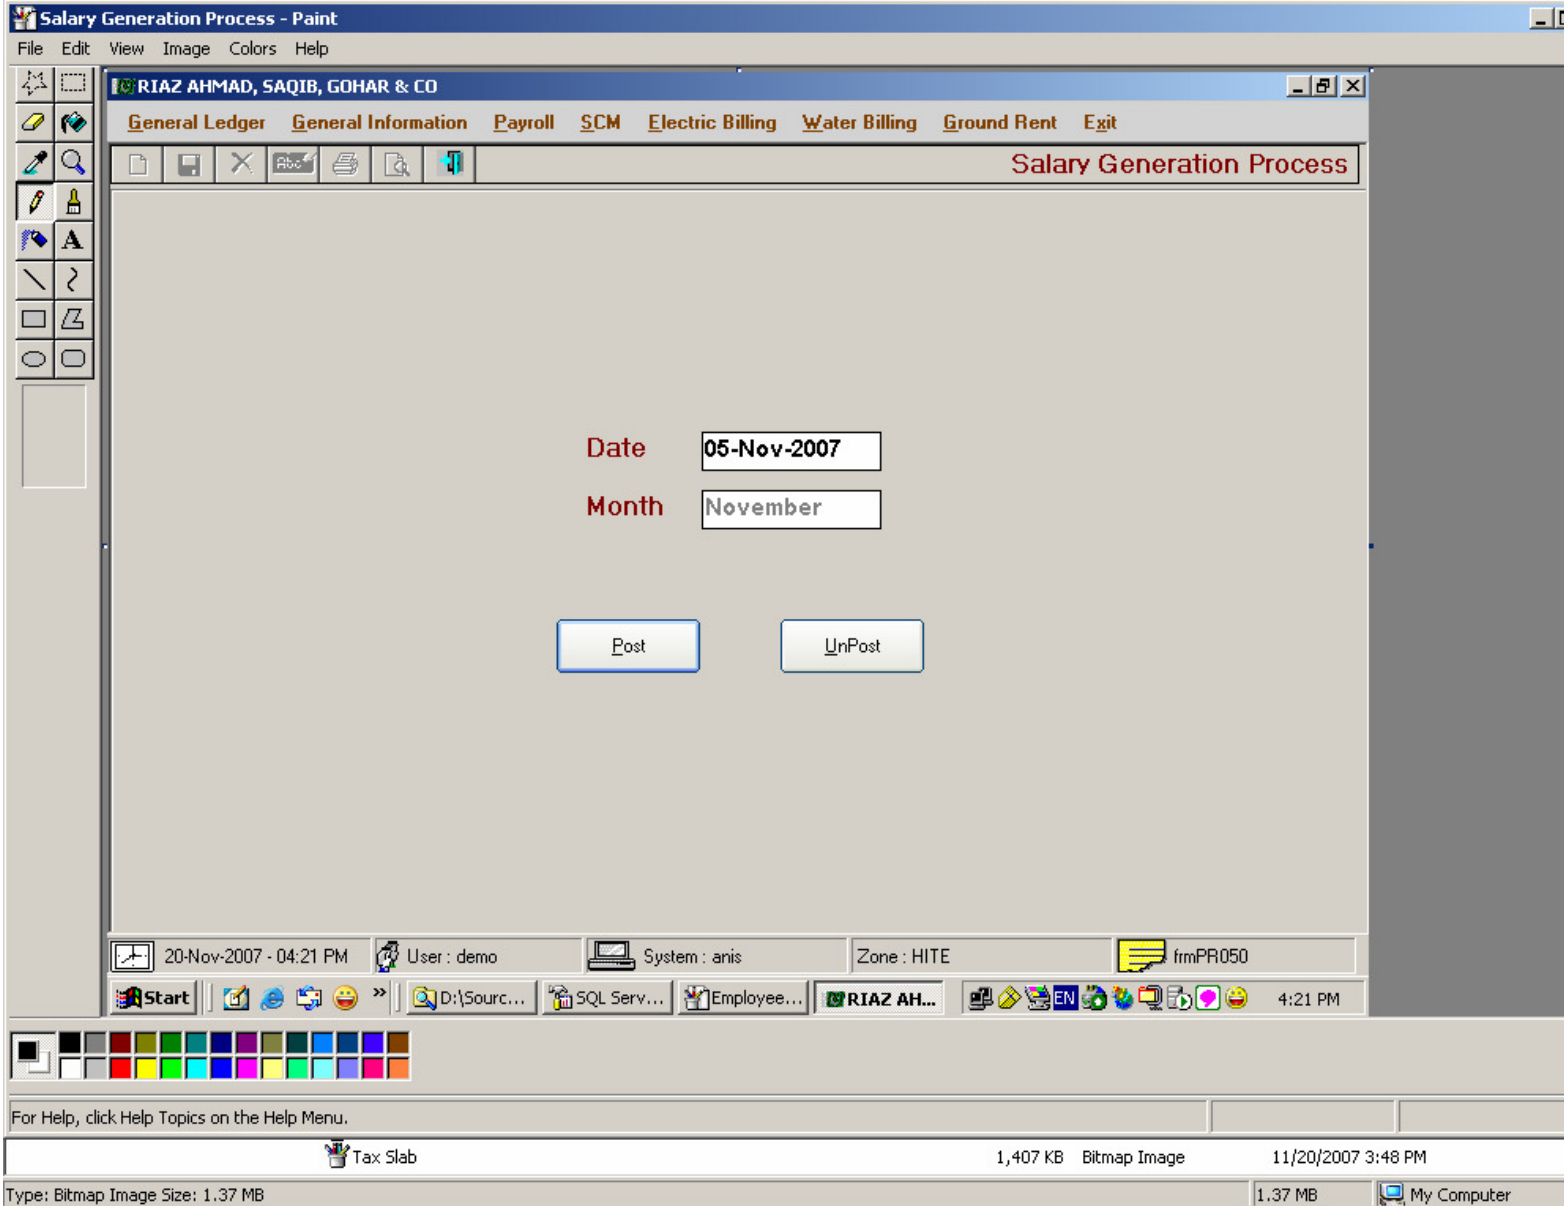 Salary Generation Process - Paint
File Edit View Image Colors Help
RIAZ AHMAD, SAQIB, GOHAR & CO
General Ledger General Information Payroll SCM Electric Billing Water Billing Ground Rent Exit
Abc Salary Generation Process
A
Date 05-Nov-2007
Month November
Post UnPost
20-Nov-2007 - 04:21 PM User : demo System : anis Zone : HITE frmPR050
Start » D:\Sourc... SQL Serv... Employee... RIAZ AH... EN 4:21 PM
For Help, click Help Topics on the Help Menu.
Tax Slab 1,407 KB Bitmap Image 11/20/2007 3:48 PM
Type: Bitmap Image Size: 1.37 MB 1.37 MB My Computer